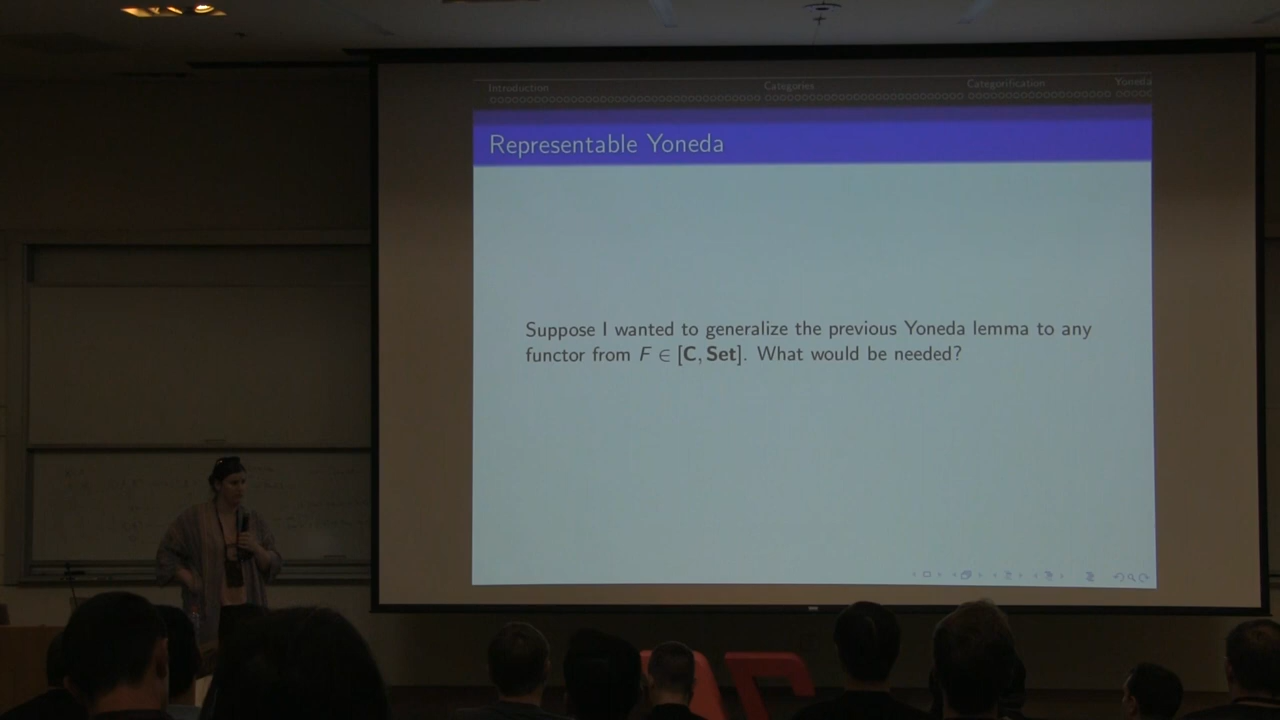 Introduction
Categories
Categorification
Yoneda
Representable Yoneda
Suppose I wanted to generalize the previous Yoneda lemma to any
functor from F ∈ [C, Set]. What would be needed?